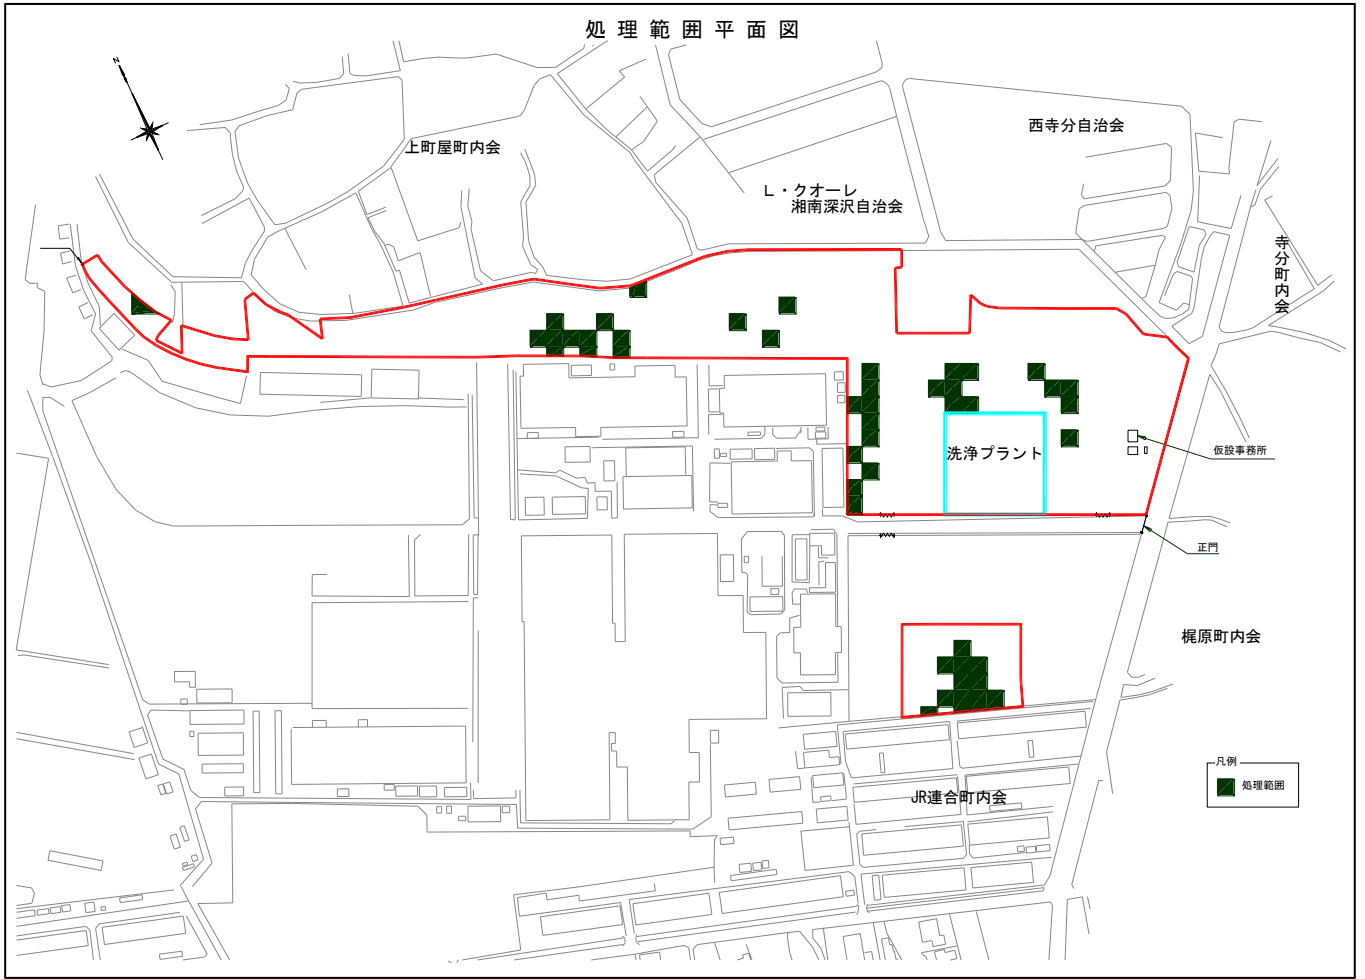 処理範囲平面図
N
上町屋町内会
西寺分自治会
L・クオーレ
湘南深沢自治会
寺分町内会
洗浄プラント
仮設事務所
正門
梶原町内会
凡例
処理範囲
JR連合町内会